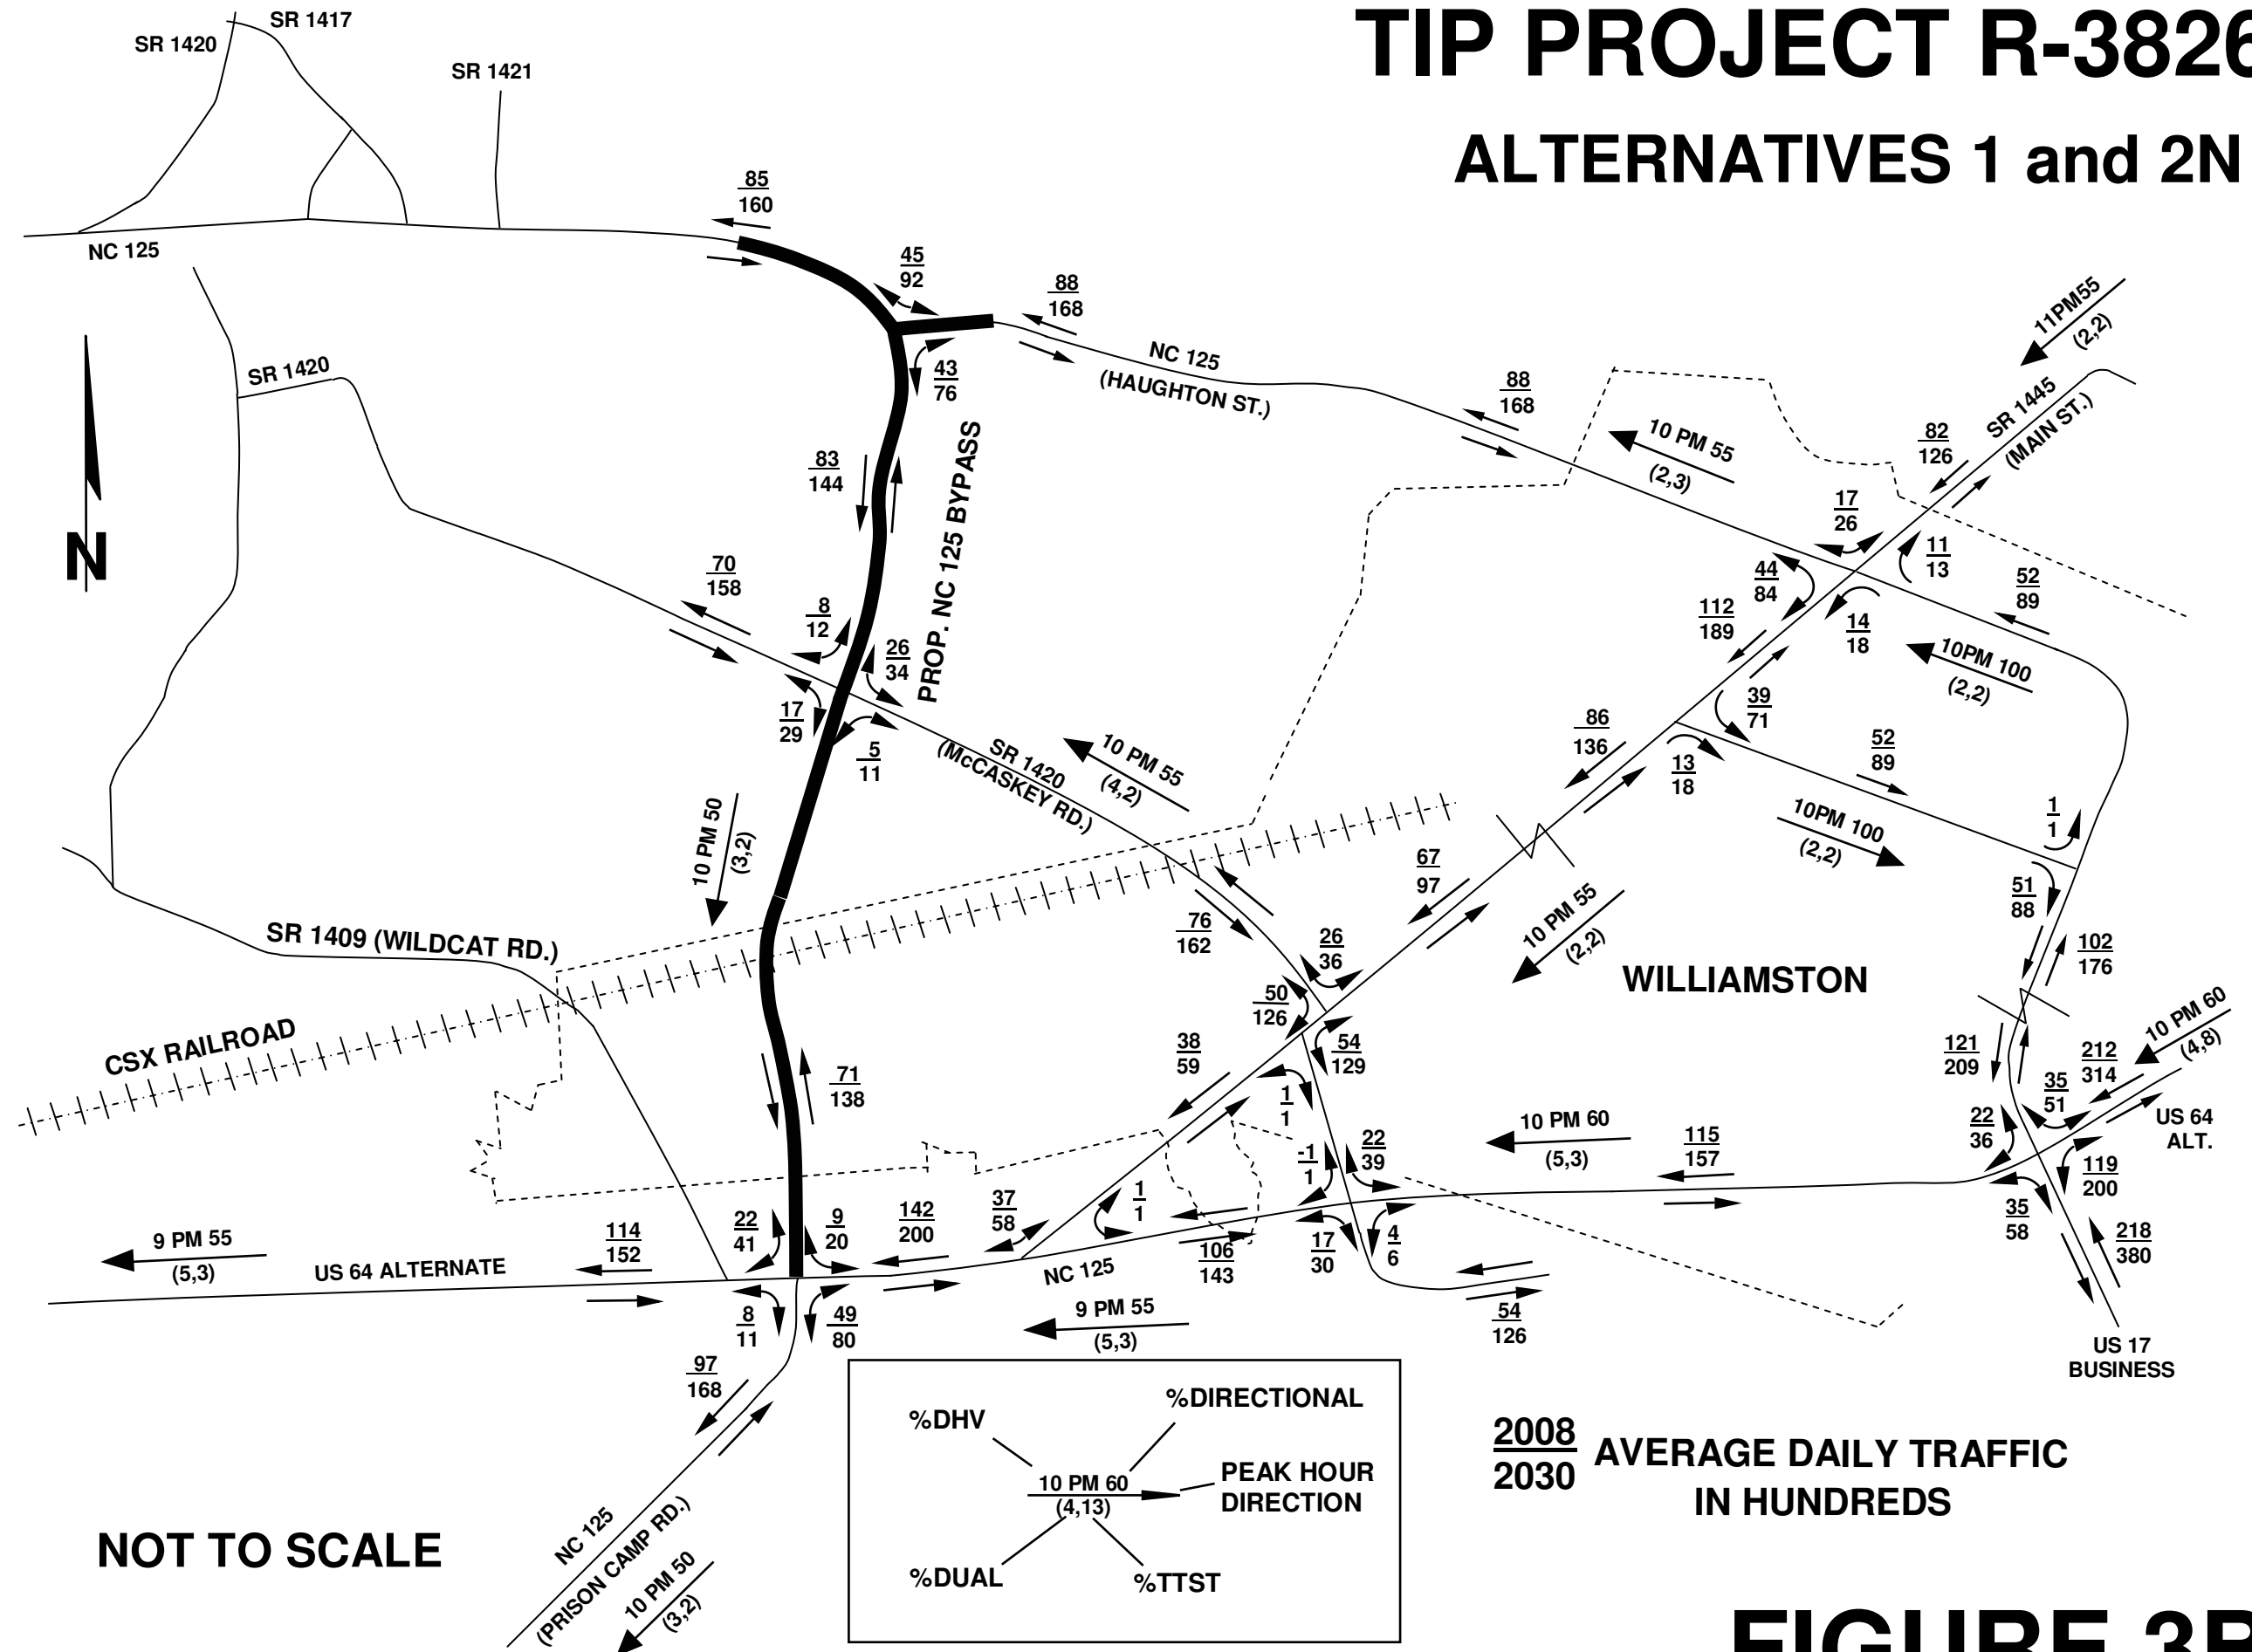 TIP PROJECT R-3826
ALTERNATIVES 1 and 2N
SR 1417
SR 1420
SR 1421
NC 125
85
160
45
92
88
168
43
76
NC 125
(HAUGHTON ST.)
88
168
11PM55
(2,2)
SR 1445
(MAIN ST.)
10 PM 55
(2,3)
82
126
17
26
11
13
44
84
52
89
112
189
14
18
10PM 100
(2,2)
SR 1420
N
83
144
PROP. NC 125 BYPASS
70
158
8
12
26
34
17
29
5
11
SR 1420
(McCASKEY RD.)
10 PM 55
(4,2)
86
136
39
71
13
18
52
89
10PM 100
(2,2)
1
1
51
88
102
176
10 PM 50
(3,2)
67
97
10 PM 55
(2,2)
WILLIAMSTON
76
162
26
36
50
126
54
129
SR 1409 (WILDCAT RD.)
CSX RAILROAD
38
59
1
1
71
138
121
209
212
314
10 PM 60
(4,8)
35
51
22
36
US 64
ALT.
119
200
35
58
218
380
US 17
BUSINESS
10 PM 60
(5,3)
115
157
-1
1
22
39
1
1
37
58
142
200
9
20
22
41
114
152
9 PM 55
(5,3)
US 64 ALTERNATE
NC 125
106
143
17
30
4
6
54
126
9 PM 55
(5,3)
8
11
49
80
97
168
NC 125
(PRISON CAMP RD.)
10 PM 50
(3,2)
NOT TO SCALE
%DHV
%DIRECTIONAL
10 PM 60
(4,13)
PEAK HOUR
DIRECTION
%DUAL
%TTST
2008
2030
AVERAGE DAILY TRAFFIC
IN HUNDREDS
FIGURE 3B